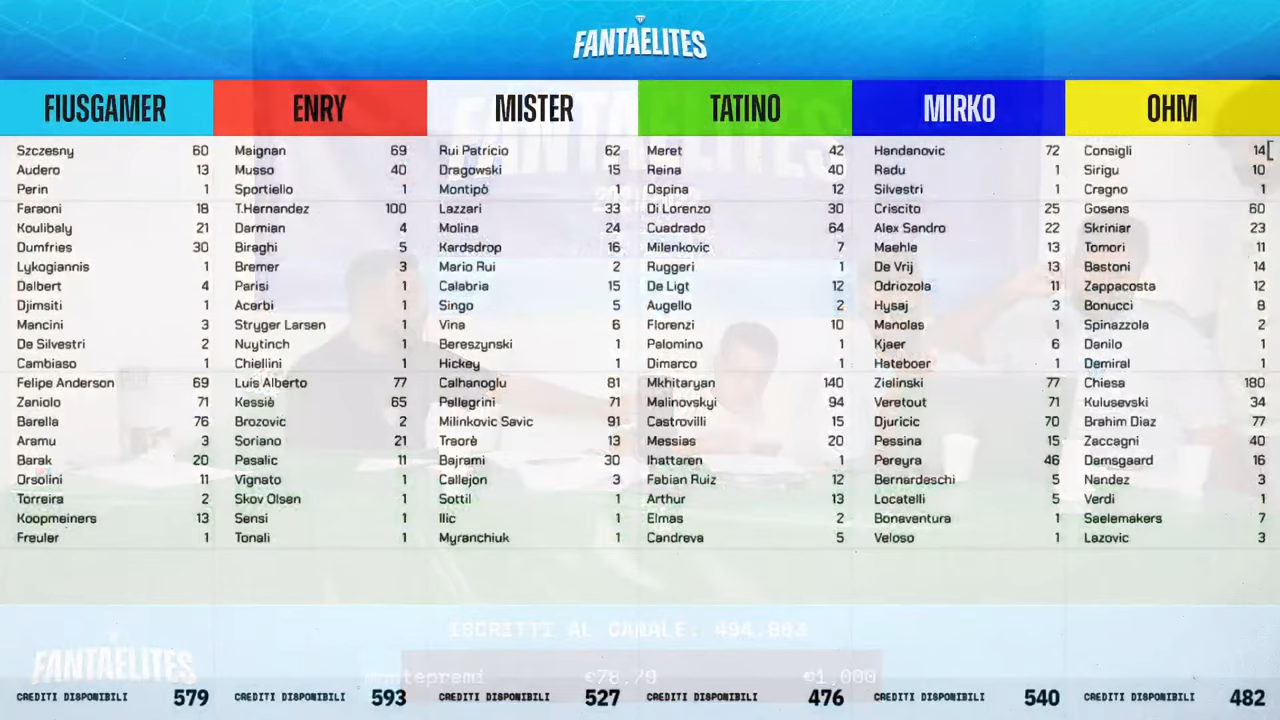 FANTAELITES
FIUSGAMER ENRY MISTER TATINO MIRKO OHM
Szczesny 60 Maignan 69 Rui Patricio 62 Meret 42 Handanovic 72 Consigli 14
Audero 13 Musso 40 Dragowski 15 Reina 40 Radu 1 Sirigu 10
Perin 1 Sportiello 1 Montipò 1 Ospina 12 Silvestri 1 Cragno 1
Faraoni 18 T.Hernandez 100 Lazzari 33 Di Lorenzo 30 Criscito 25 Gosens 60
Koulibaly 21 Darmian 4 Molina 24 Cuadrado 64 Alex Sandro 22 Skriniar 23
Dumfries 30 Biraghi 5 Kardsdrop 16 Milenkovic 7 Maehle 13 Tomori 11
Lykogiannis 1 Bremer 3 Mario Rui 2 Ruggeri 1 De Vrij 13 Bastoni 14
Dalbert 4 Parisi 1 Calabria 15 De Ligt 12 Odriozola 11 Zappacosta 12
Djimsiti 1 Acerbi 1 Singo 5 Augello 2 Hysaj 3 Bonucci 8
Mancini 3 Stryger Larsen 1 Vina 6 Florenzi 10 Manolas 1 Spinazzola 2
De Silvestri 2 Nuytinch 1 Bereszynski 1 Palomino 1 Kjaer 6 Danilo 1
Cambiaso 1 Chiellini 1 Hickey 1 Dimarco 1 Hateboer 1 Demiral 1
Felipe Anderson 69 Luis Alberto 77 Calhanoglu 81 Mkhitaryan 140 Zielinski 77 Chiesa 180
Zaniolo 71 Kessiè 65 Pellegrini 71 Malinovskyi 94 Veretout 71 Kulusevski 34
Barella 76 Brozovic 2 Milinkovic Savic 91 Castrovilli 15 Djuricic 70 Brahim Diaz 77
Aramu 3 Soriano 21 Traorè 13 Messias 20 Pessina 15 Zaccagni 40
Barak 20 Pasalic 11 Bajrami 30 Ihattaren 1 Pereyra 46 Damsgaard 16
Orsolini 11 Vignato 1 Callejon 3 Fabian Ruiz 12 Bernardeschi 5 Nandez 3
Torreira 2 Skov Olsen 1 Sottil 1 Arthur 13 Locatelli 5 Verdi 1
Koopmeiners 13 Sensi 1 Ilic 1 Elmas 2 Bonaventura 1 Saelemakers 7
Freuler 1 Tonali 1 Myranchiuk 1 Candreva 5 Veloso 1 Lazovic 3
ISCRITTI AL CANALE:
FANTAELITES
montepremi €78.70 €1,000
CREDITI DISPONIBILI 579 CREDITI DISPONIBILI 593 CREDITI DISPONIBILI 527 CREDITI DISPONIBILI 476 CREDITI DISPONIBILI 540 CREDITI DISPONIBILI 482